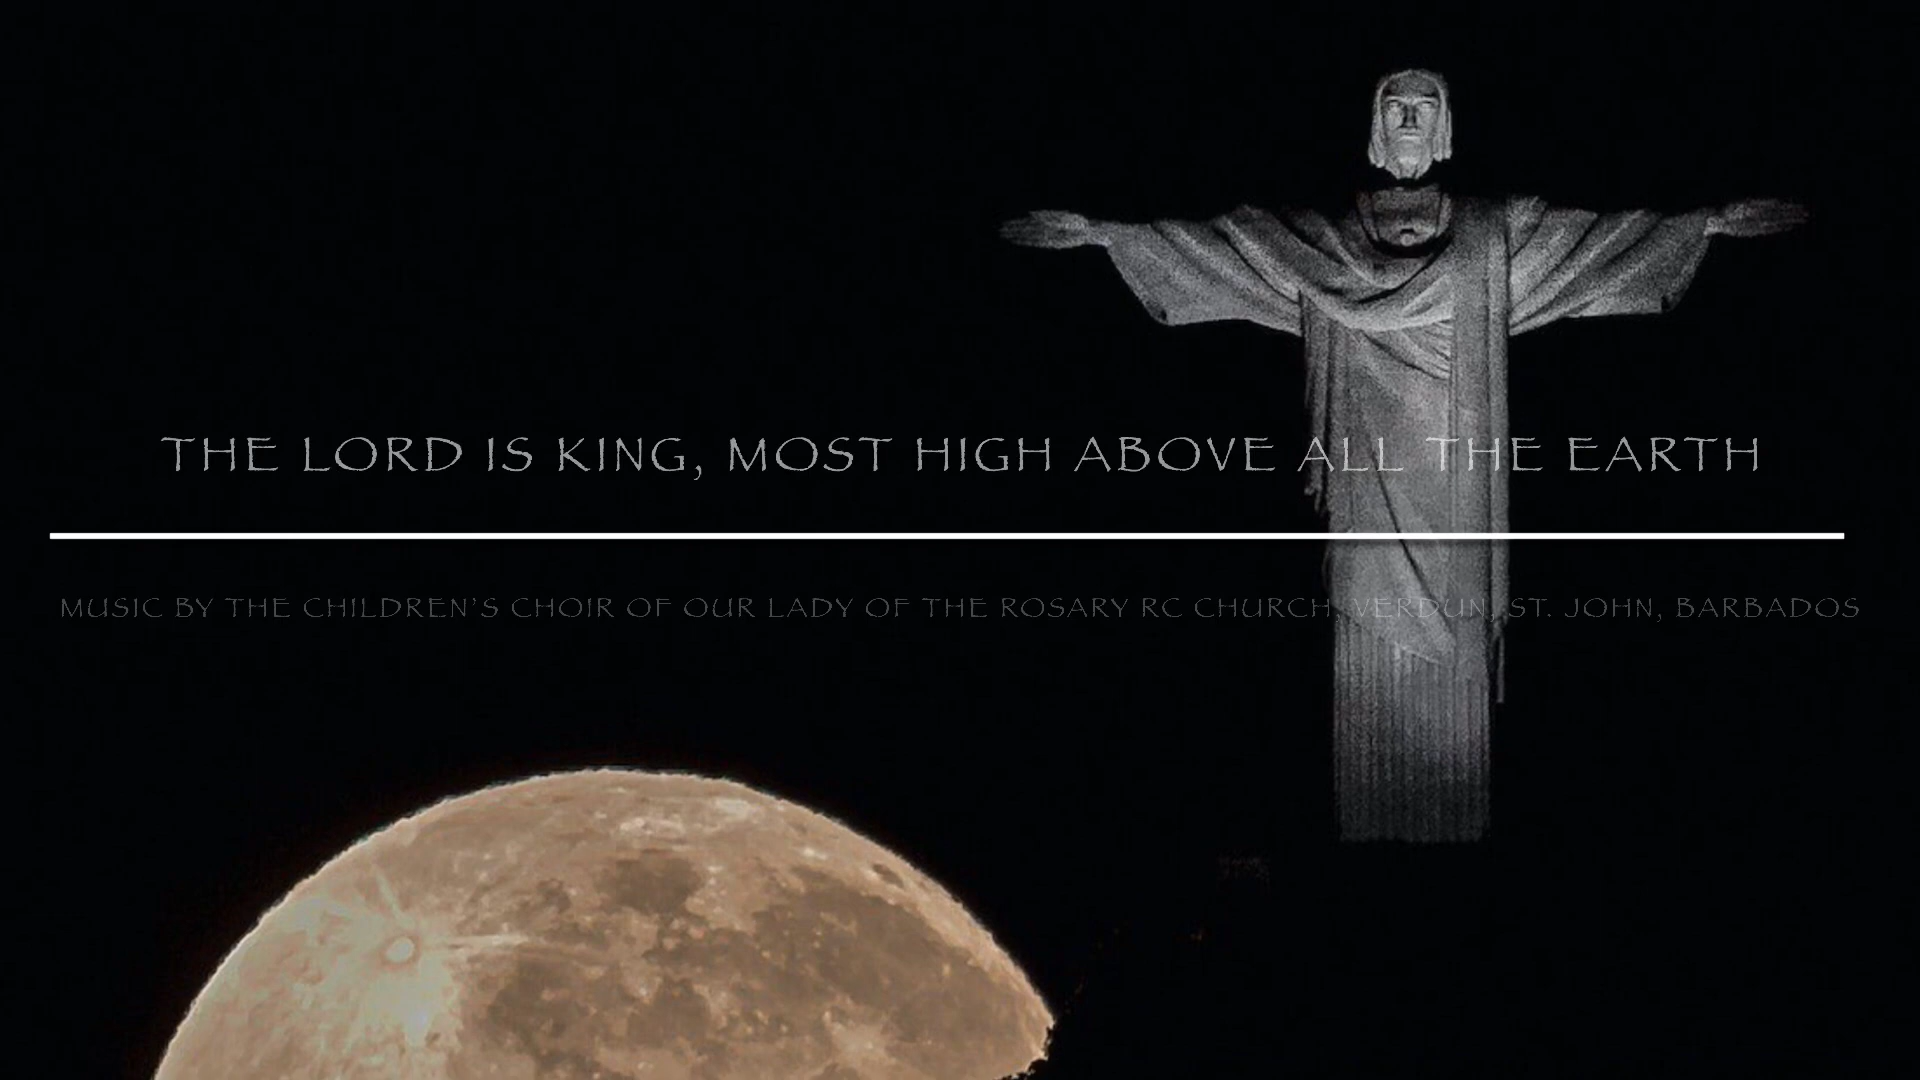 THE LORD IS KING, MOST HIGH ABOVE ALL THE EARTH
MUSIC BY THE CHILDREN'S CHOIR OF OUR LADY OF THE ROSARY RC CHURCH, VERDUN, ST. JOHN, BARBADOS